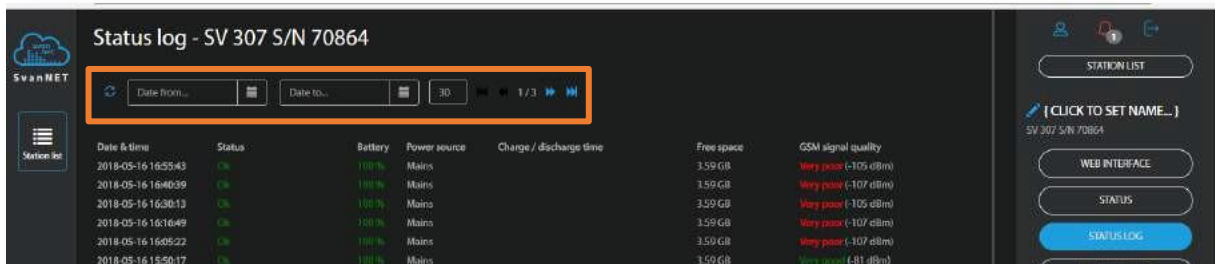 Status log - SV 307 S/N 70864
SvanNET
Station list
Date from... Date to... 30 1 / 3
Date & time Status Battery Power source Charge / discharge time Free space GSM signal quality
2018-05-16 16:55:43 Ok 100 % Mains 3.59 GB Very poor (-105 dBm)
2018-05-16 16:40:39 Ok 100 % Mains 3.59 GB Very poor (-107 dBm)
2018-05-16 16:30:13 Ok 100 % Mains 3.59 GB Very poor (-105 dBm)
2018-05-16 16:16:49 Ok 100 % Mains 3.59 GB Very poor (-107 dBm)
2018-05-16 16:05:22 Ok 100 % Mains 3.59 GB Very poor (-107 dBm)
2018-05-16 15:50:17 Ok 100 % Mains 3.59 GB Very good (-81 dBm)
1
STATION LIST
[ CLICK TO SET NAME... ]
SV 307 S/N 70864
WEB INTERFACE
STATUS
STATUS LOG